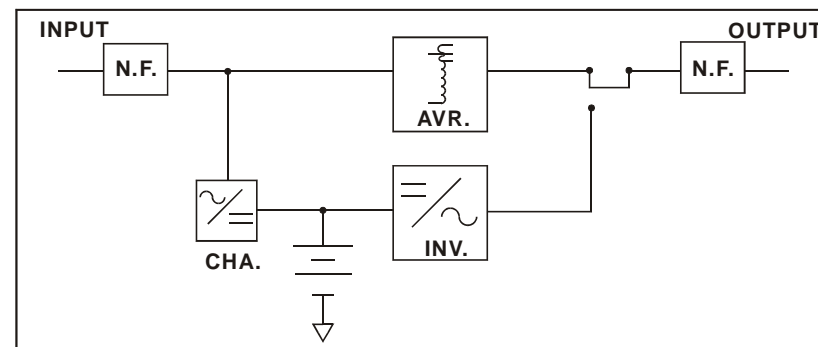 INPUT
OUTPUT
N.F.
N.F.
AVR.
CHA.
INV.